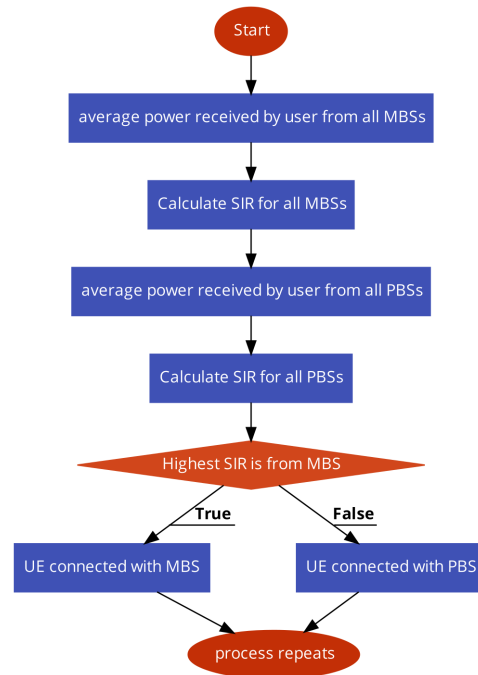 Start
average power received by user from all MBSs
Calculate SIR for all MBSs
average power received by user from all PBSs
Calculate SIR for all PBSs
Highest SIR is from MBS
True
False
UE connected with MBS
UE connected with PBS
process repeats